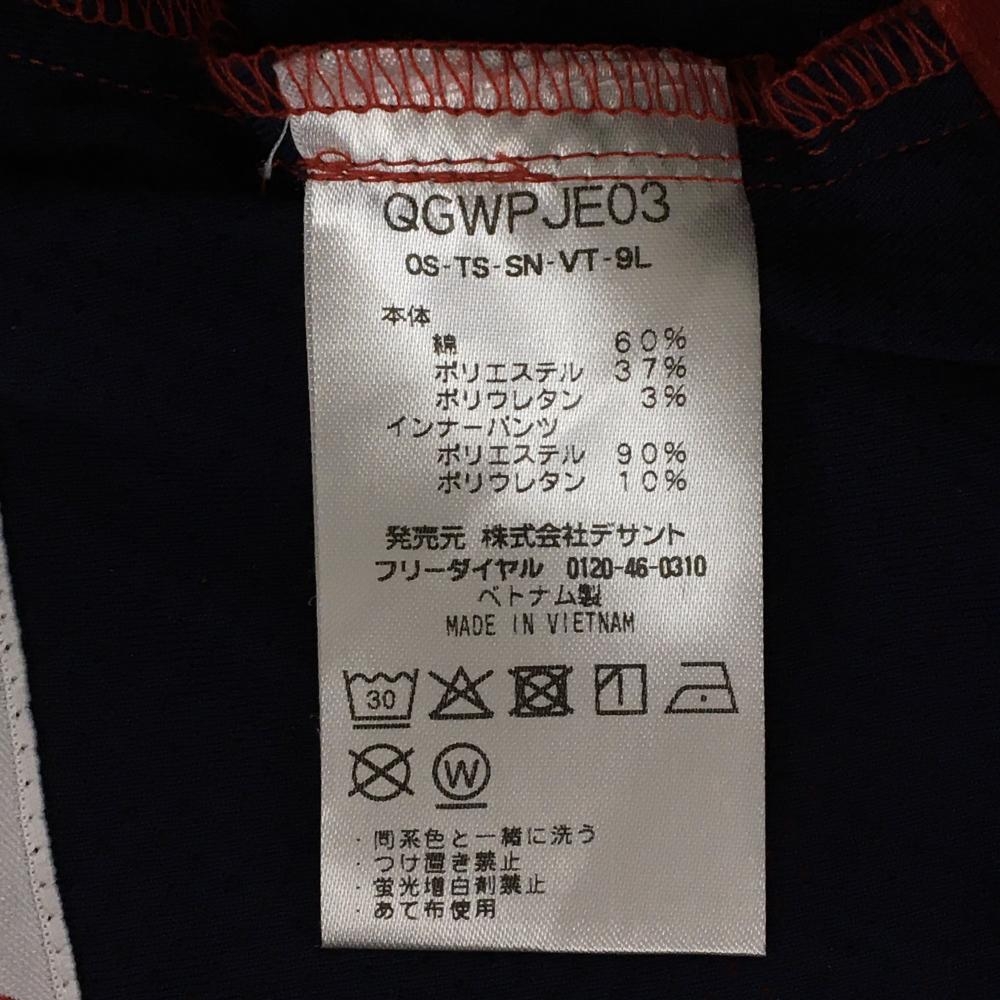 QGWPJE03
OS-TS-SN-VT-9L
本体
綿 60%
ポリエステル 37%
ポリウレタン 3%
インナーパンツ
ポリエステル 90%
ポリウレタン 10%
発売元 株式会社デサント
フリーダイヤル 0120-46-0310
ベトナム製
MADE IN VIETNAM
30
W
・同系色と一緒に洗う
・つけ置き禁止
・蛍光増白剤禁止
・あて布使用